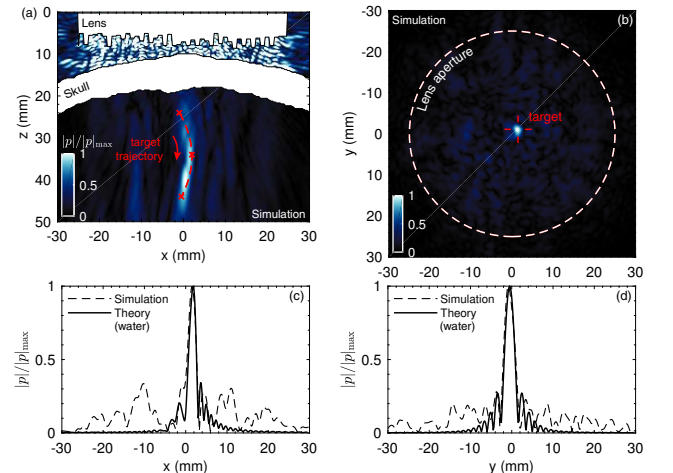 (a)
Lens
Skull
target
trajectory
|p|/|p|max
1
0.5
0
Simulation
0
10
20
30
40
50
z (mm)
-30 -20 -10 0 10 20 30
x (mm)
Simulation
(b)
Lens aperture
target
1
0.5
0
-30
-20
-10
0
10
20
30
y (mm)
-30 -20 -10 0 10 20 30
(c)
Simulation
Theory
(water)
1
0.5
0
|p|/|p|max
-30 -20 -10 0 10 20 30
x (mm)
(d)
Simulation
Theory
(water)
1
0.5
0
|p|/|p|max
-30 -20 -10 0 10 20 30
y (mm)